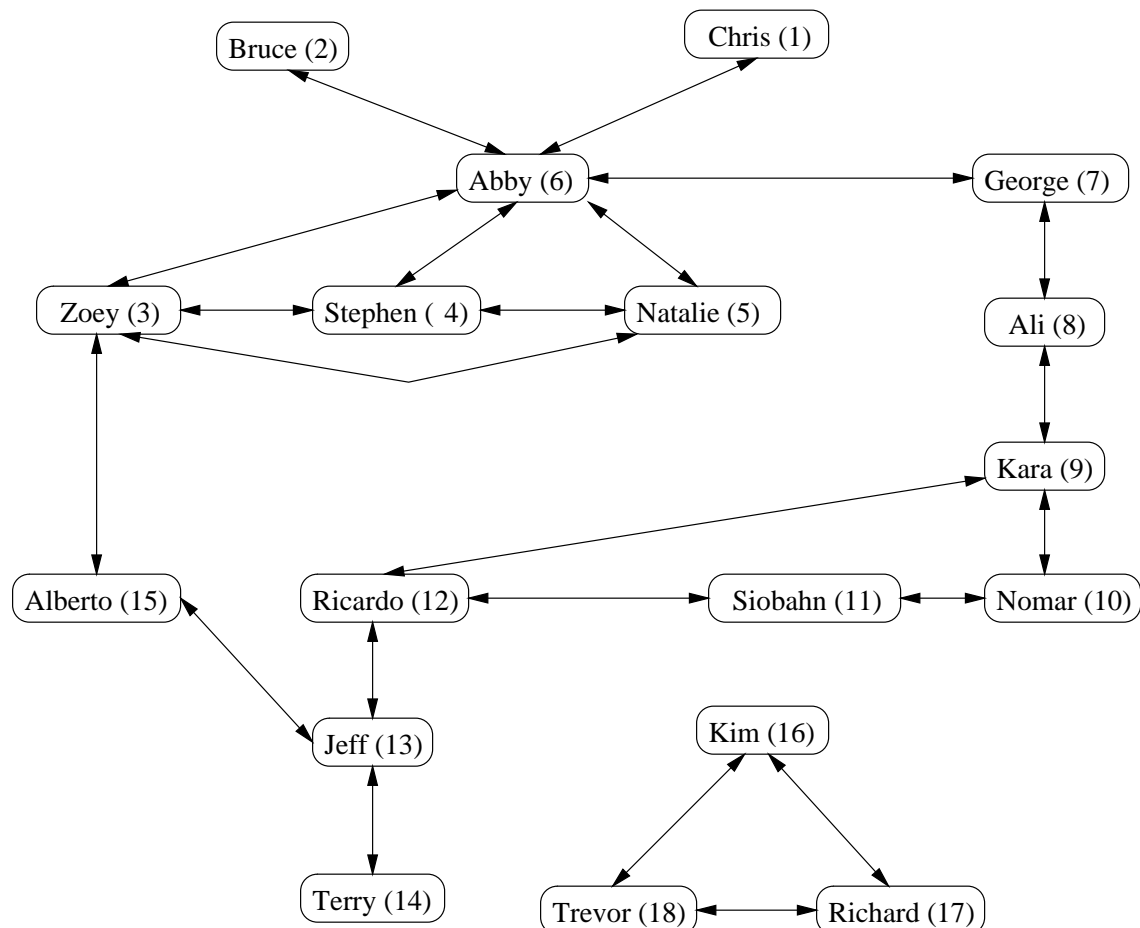 Bruce (2)
Chris (1)
Abby (6)
George (7)
Zoey (3)
Stephen ( 4)
Natalie (5)
Ali (8)
Kara (9)
Alberto (15)
Ricardo (12)
Siobahn (11)
Nomar (10)
Jeff (13)
Kim (16)
Terry (14)
Trevor (18)
Richard (17)